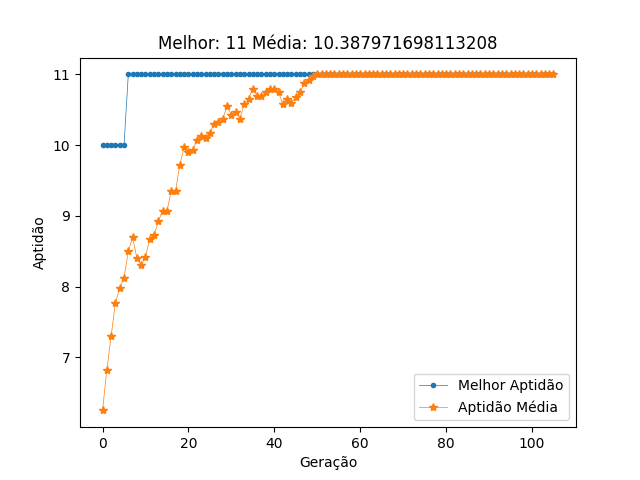 Melhor: 11 Média: 10.387971698113208
11
10
9
8
7
Aptidão
Melhor Aptidão
Aptidão Média
0 20 40 60 80 100
Geração